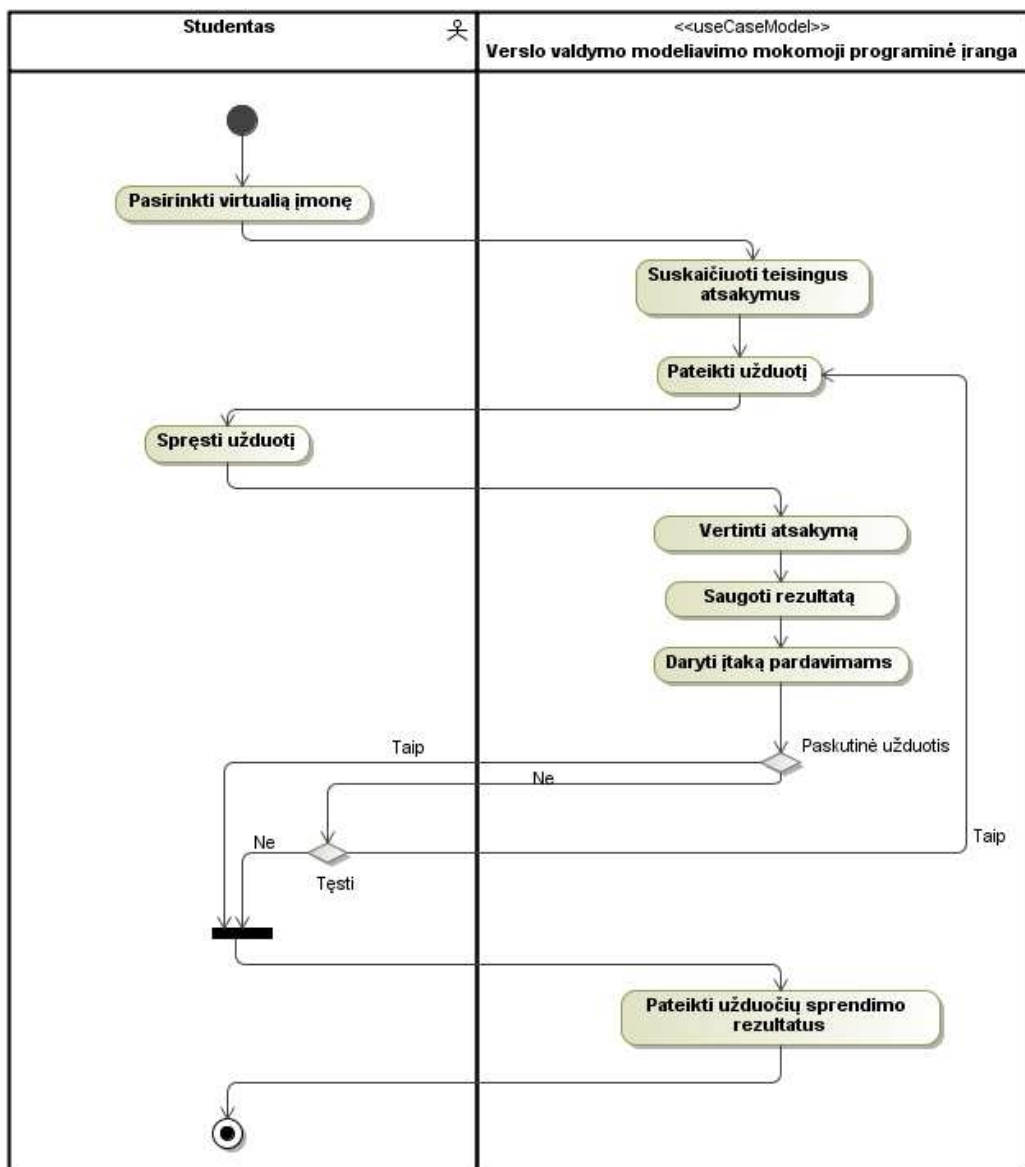 Studentas
<<useCaseModel>>
Verslo valdymo modeliavimo mokomoji programinė įranga
Pasirinkti virtualią įmonę
Suskaičiuoti teisingus
atsakymus
Pateikti užduotį
Spręsti užduotį
Vertinti atsakymą
Saugoti rezultatą
Daryti įtaką pardavimams
Paskutinė užduotis
Taip
Ne
Ne
Taip
Tęsti
Pateikti užduočių sprendimo
rezultatus